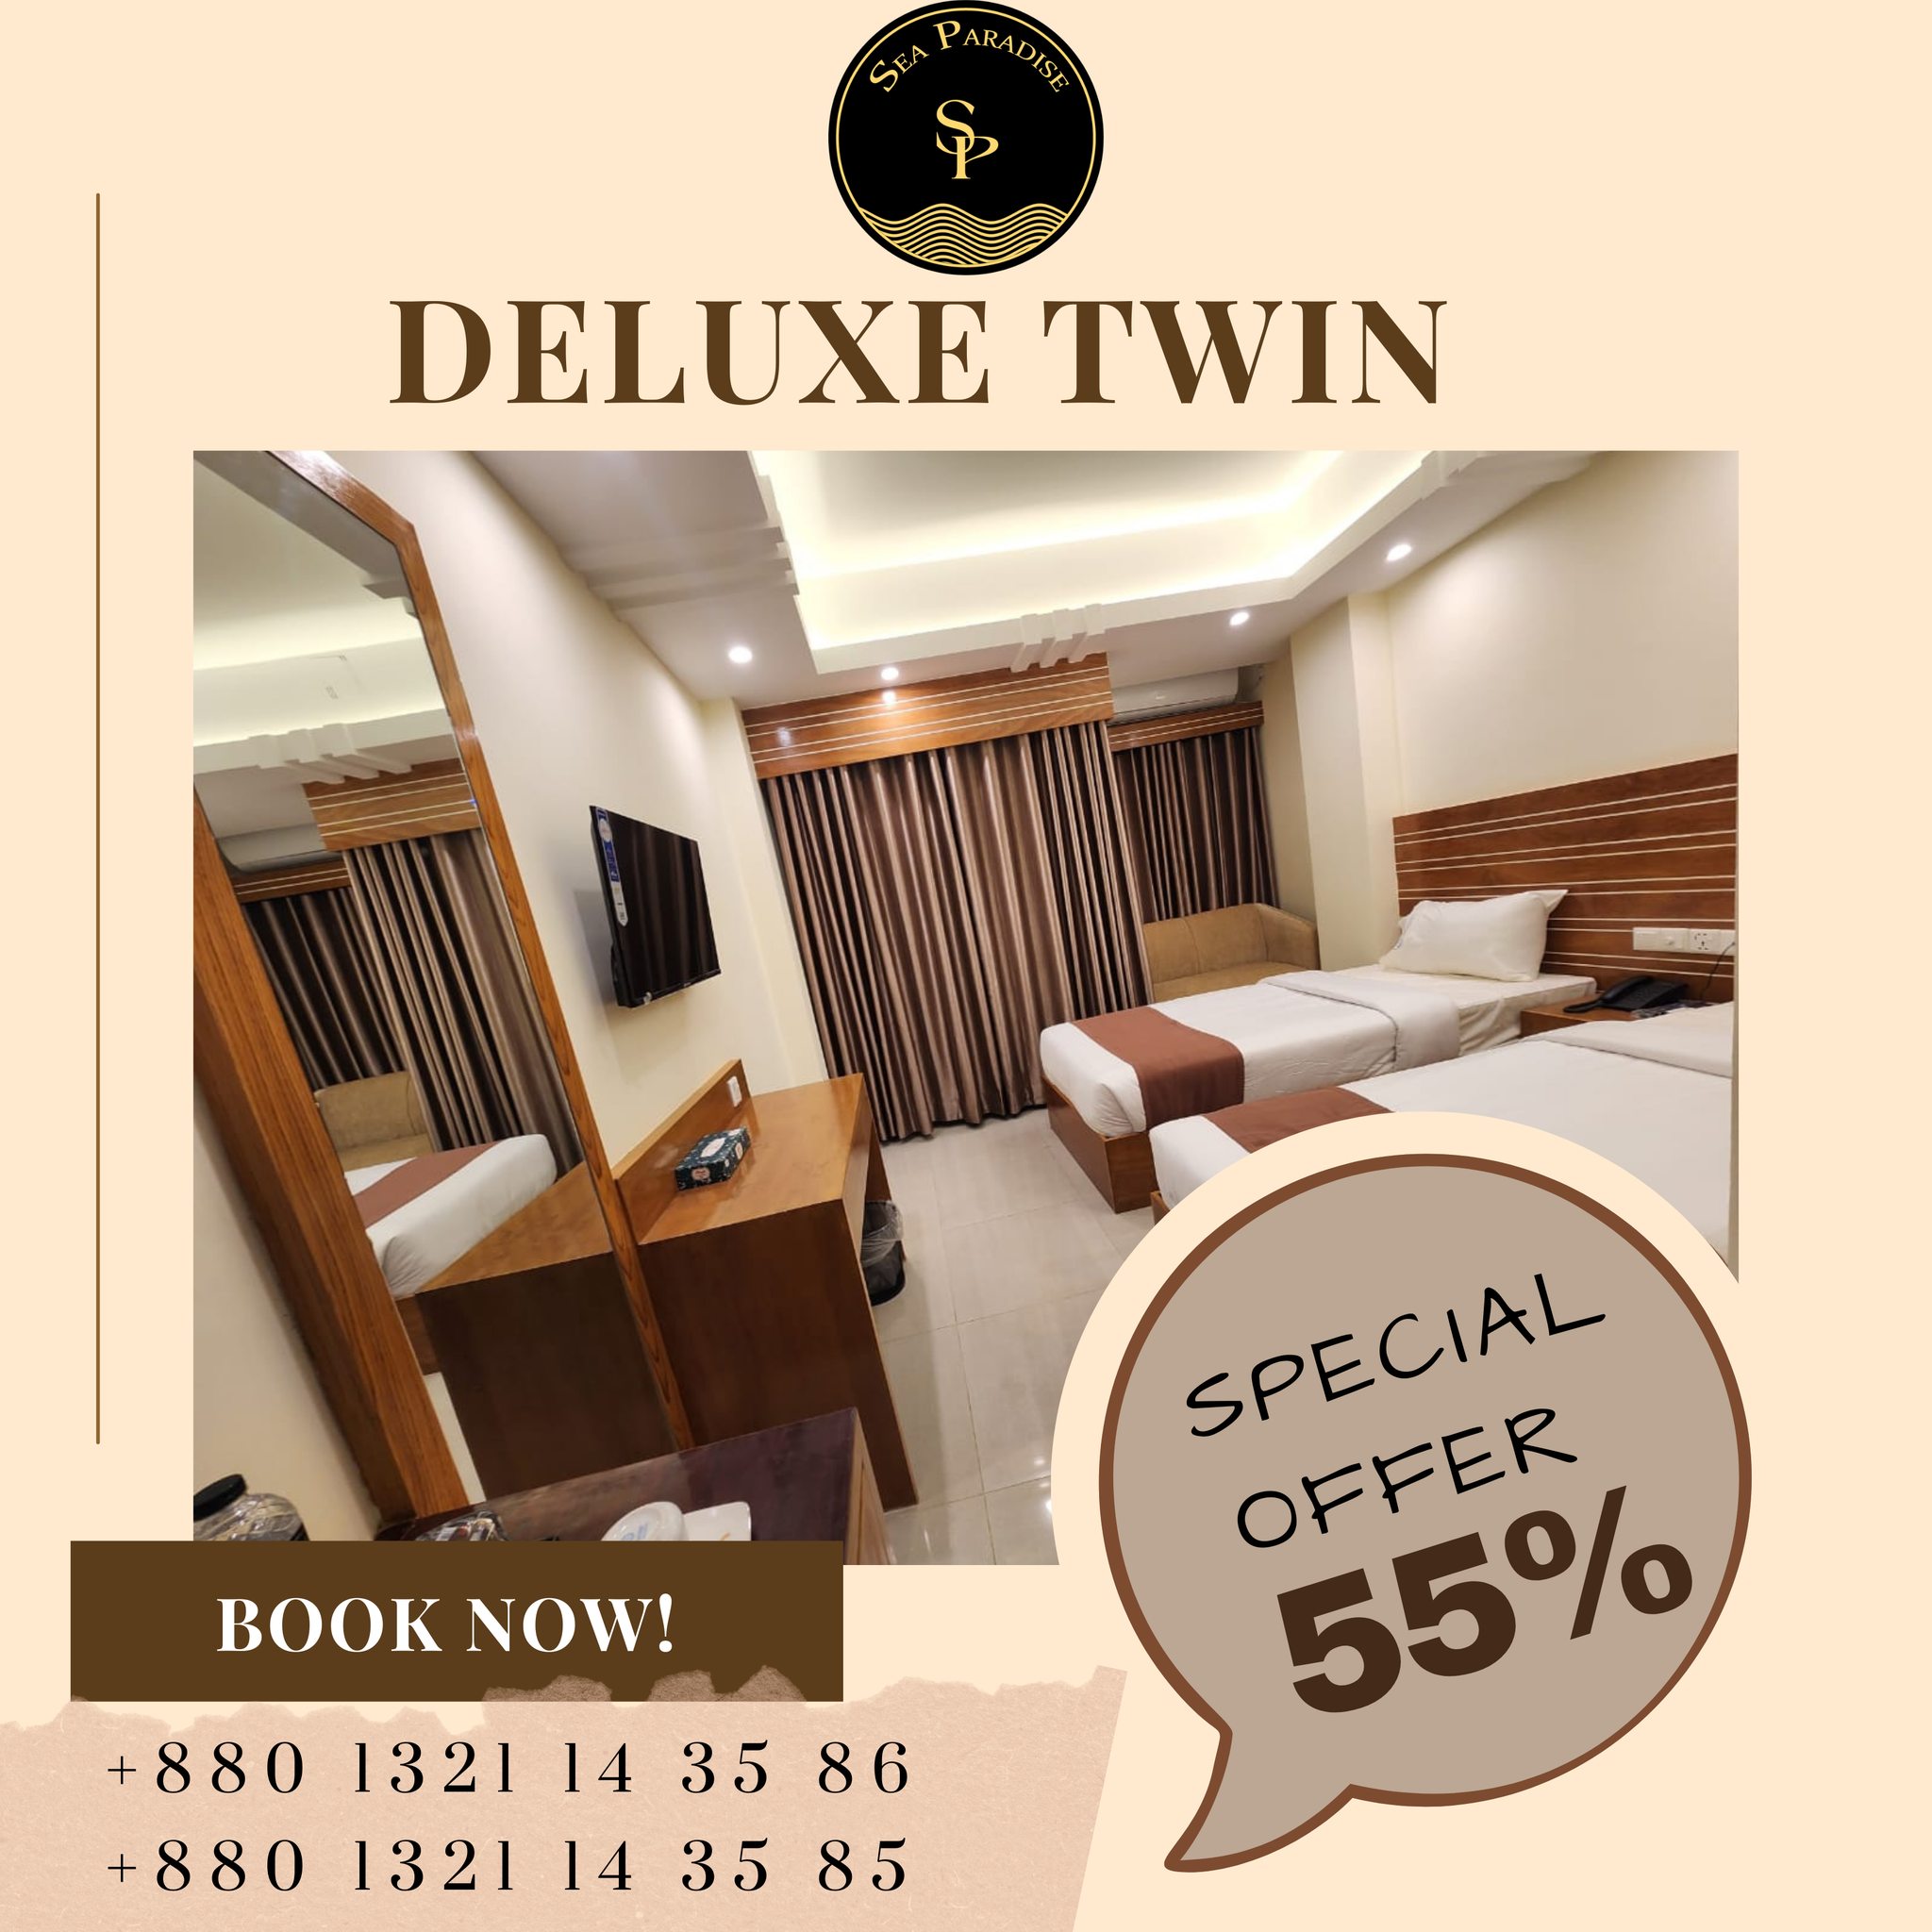 SEA PARADISE
SP
DELUXE TWIN
SPECIAL
OFFER
55%
BOOK NOW!
+880 1321 14 35 86
+880 1321 14 35 85